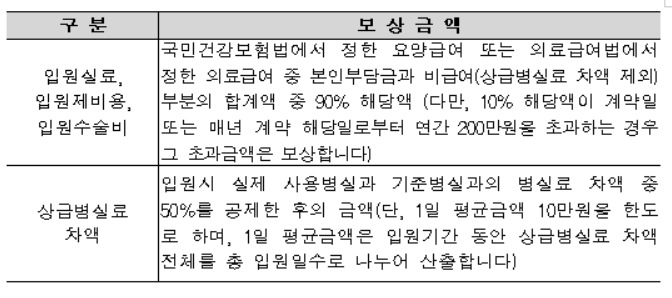 구 분
보 상 금 액
입원실료,
입원제비용,
입원수술비
국민건강보험법에서 정한 요양급여 또는 의료급여법에서
정한 의료급여 중 본인부담금과 비급여(상급병실료 차액 제외)
부분의 합계액 중 90% 해당액 (다만, 10% 해당액이 계약일
또는 매년 계약 해당일로부터 연간 200만원을 초과하는 경우
그 초과금액은 보상합니다)
상급병실료
차액
입원시 실제 사용병실과 기준병실과의 병실료 차액 중
50%를 공제한 후의 금액(단, 1일 평균금액 10만원을 한도
로 하며, 1일 평균금액은 입원기간 동안 상급병실료 차액
전체를 총 입원일수로 나누어 산출합니다)